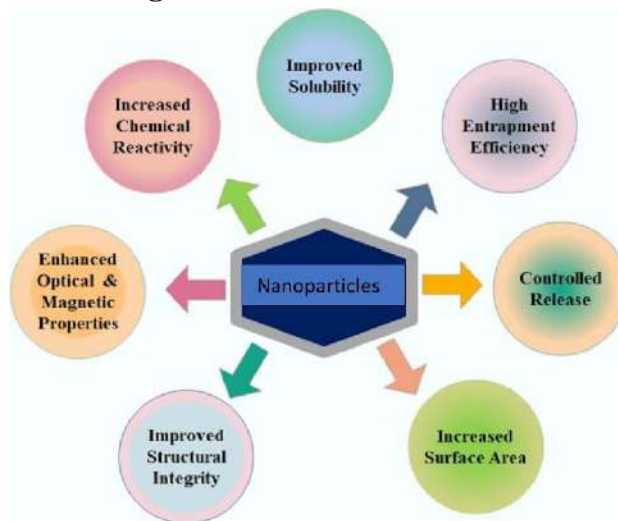 Improved
Solubility
Increased
Chemical
Reactivity
High
Entrapment
Efficiency
Enhanced
Optical &
Magnetic
Properties
Nanoparticles
Controlled
Release
Improved
Structural
Integrity
Increased
Surface Area